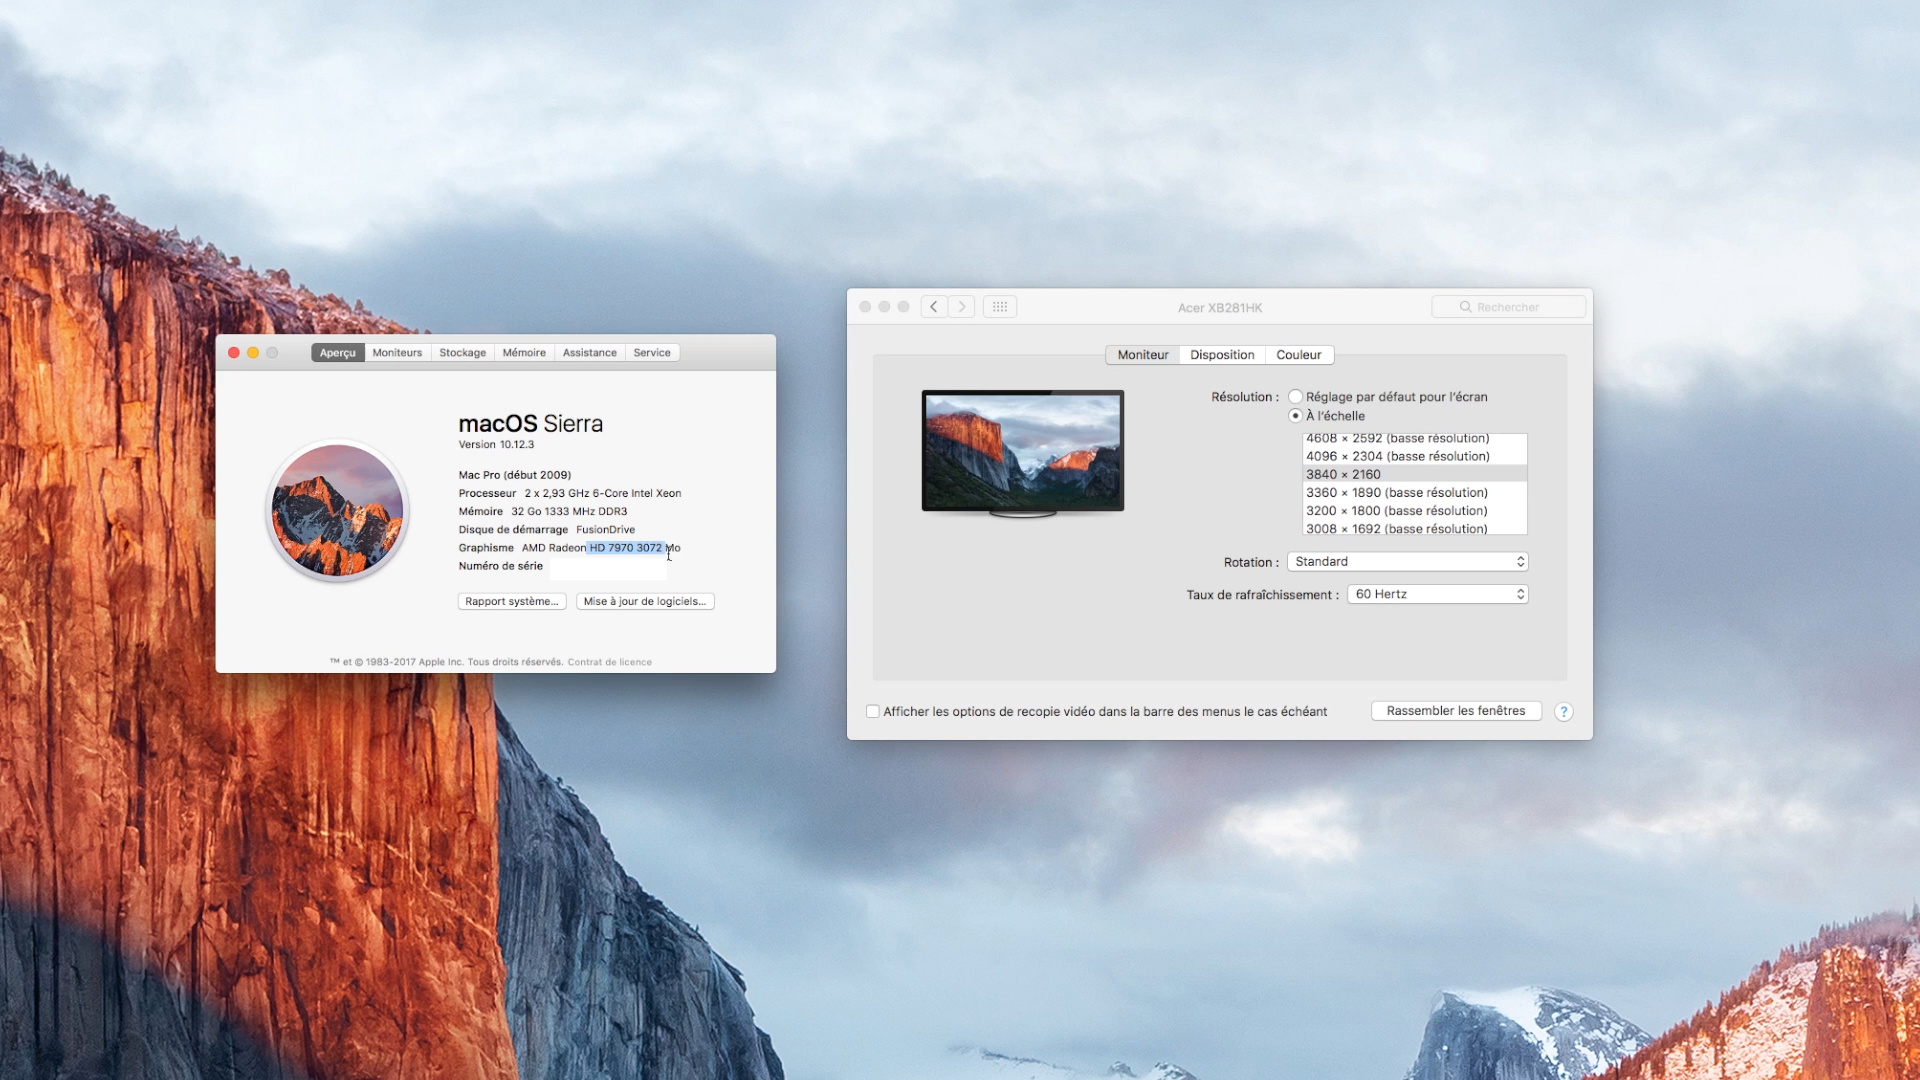 Aperçu Moniteurs Stockage Mémoire Assistance Service
macOS Sierra
Version 10.12.3
Mac Pro (début 2009)
Processeur 2 x 2,93 GHz 6-Core Intel Xeon
Mémoire 32 Go 1333 MHz DDR3
Disque de démarrage FusionDrive
Graphisme AMD Radeon HD 7970 3072 Mo
Numéro de série
Rapport système... Mise à jour de logiciels...
™ et © 1983-2017 Apple Inc. Tous droits réservés. Contrat de licence
Acer XB281HK
Rechercher
Moniteur Disposition Couleur
Résolution : Réglage par défaut pour l'écran
À l'échelle
4608 × 2592 (basse résolution)
4096 × 2304 (basse résolution)
3840 × 2160
3360 × 1890 (basse résolution)
3200 × 1800 (basse résolution)
3008 × 1692 (basse résolution)
Rotation : Standard
Taux de rafraîchissement : 60 Hertz
Afficher les options de recopie vidéo dans la barre des menus le cas échéant
Rassembler les fenêtres ?